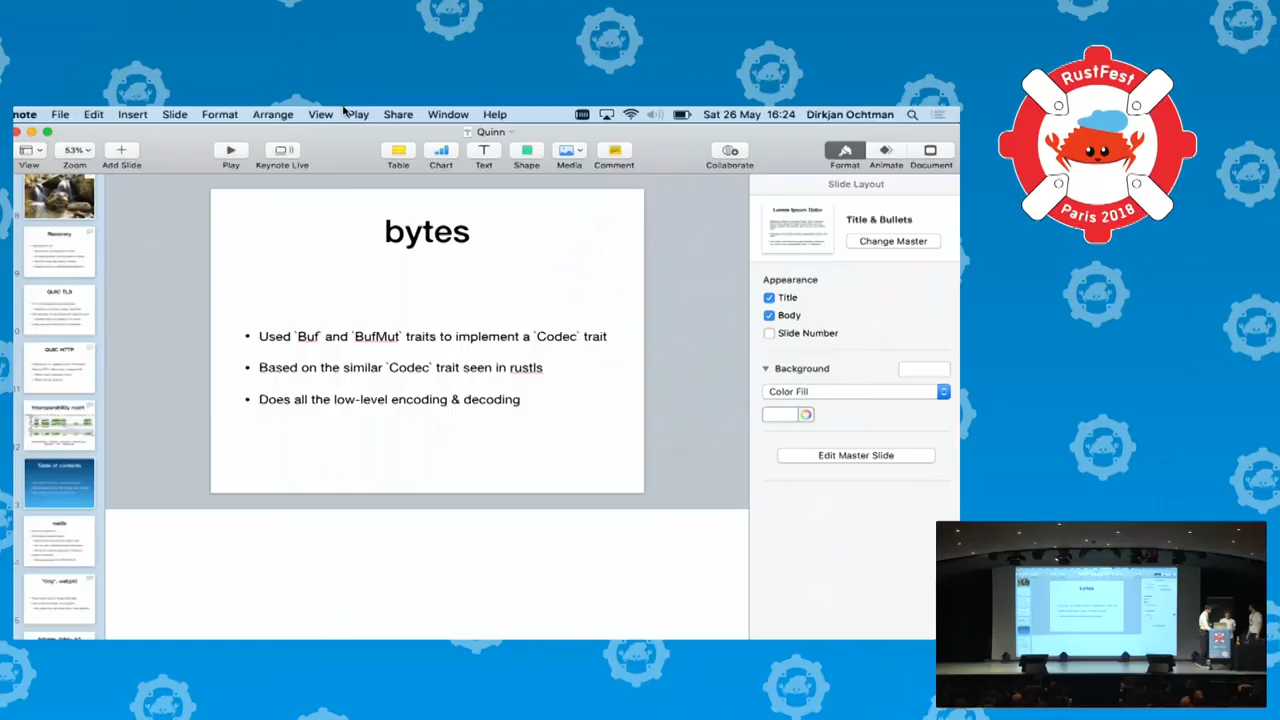 note File Edit Insert Slide Format Arrange View Play Share Window Help Sat 26 May 16:24 Dirkjan Ochtman
Quinn
53%
View Zoom Add Slide Play Keynote Live Table Chart Text Shape Media Comment Collaborate Format Animate Document
Slide Layout
Title & Bullets
Change Master
Appearance
Title
Body
Slide Number
Background
Color Fill
Edit Master Slide
bytes
• Used `Buf` and `BufMut` traits to implement a `Codec` trait
• Based on the similar `Codec` trait seen in rustls
• Does all the low-level encoding & decoding
Recovery
QUIC TLS
QUIC HTTP
Table of contents
rustls
RustFest
Paris 2018
bytes